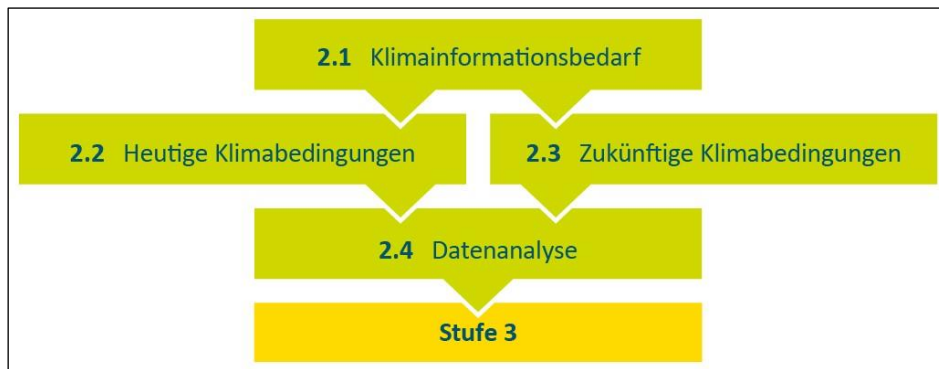 2.1 Klimainformationsbedarf
2.2 Heutige Klimabedingungen
2.3 Zukünftige Klimabedingungen
2.4 Datenanalyse
Stufe 3